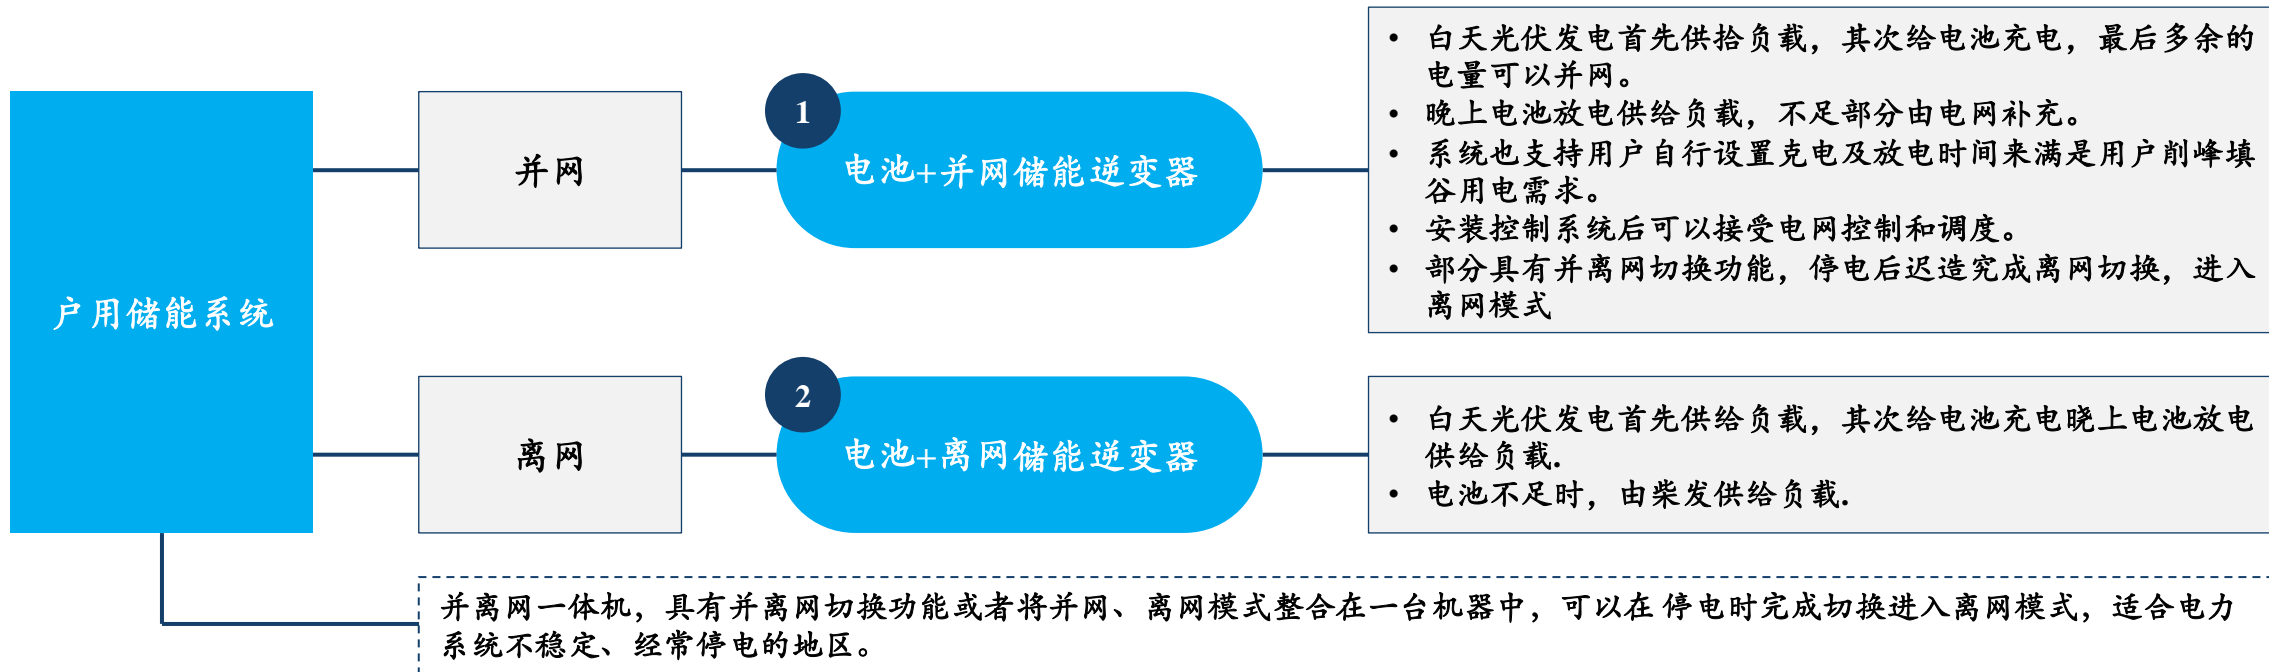 户用储能系统
并网
1
电池+并网储能逆变器
• 白天光伏发电首先供拾负载，其次给电池充电，最后多余的
电量可以并网。
• 晚上电池放电供给负载，不足部分由电网补充。
• 系统也支持用户自行设置克电及放电时间来满是用户削峰填
谷用电需求。
• 安装控制系统后可以接受电网控制和调度。
• 部分具有并离网切换功能，停电后迟造完成离网切换，进入
离网模式
离网
2
电池+离网储能逆变器
• 白天光伏发电首先供给负载，其次给电池充电晓上电池放电
供给负载.
• 电池不足时，由柴发供给负载.
并离网一体机，具有并离网切换功能或者将并网、离网模式整合在一台机器中，可以在停电时完成切换进入离网模式，适合电力
系统不稳定、经常停电的地区。